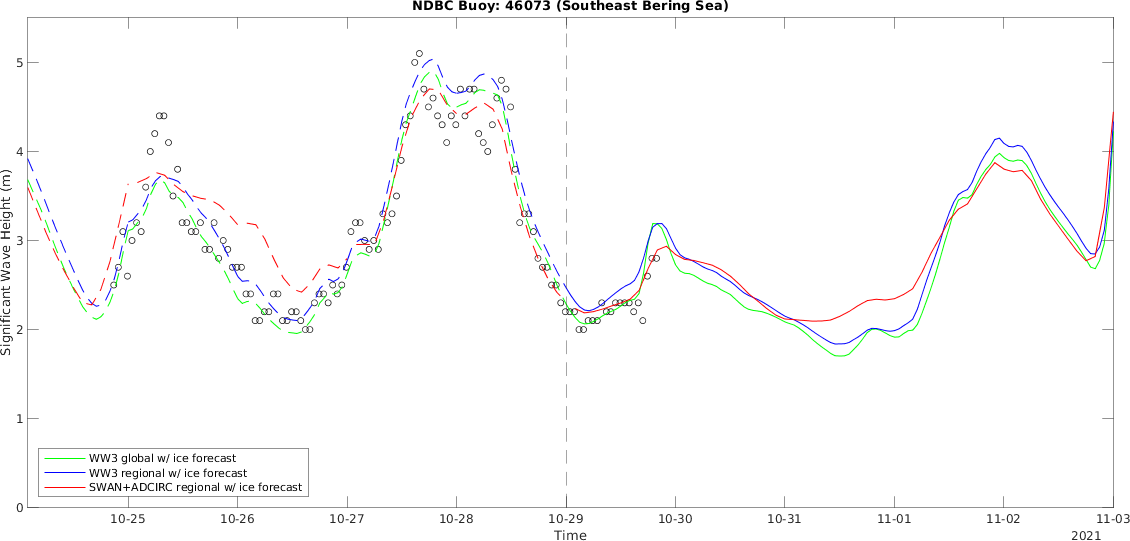 NDBC Buoy: 46073 (Southeast Bering Sea)
Significant Wave Height (m)
5
4
3
2
1
0
WW3 global w/ ice forecast
WW3 regional w/ ice forecast
SWAN+ADCIRC regional w/ ice forecast
10-25 10-26 10-27 10-28 10-29 10-30 10-31 11-01 11-02 11-03
Time
2021